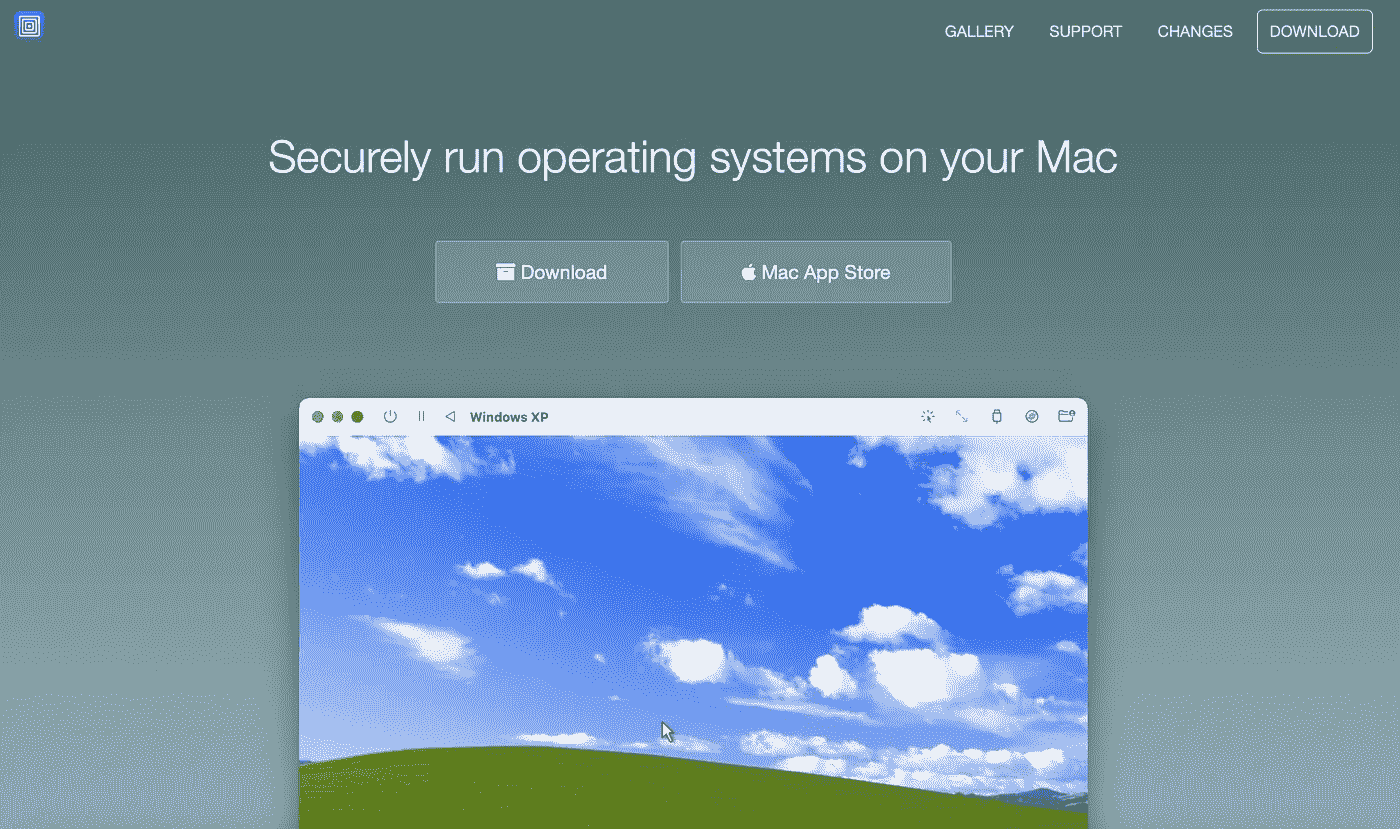 GALLERY SUPPORT CHANGES DOWNLOAD
Securely run operating systems on your Mac
Download Mac App Store
Windows XP